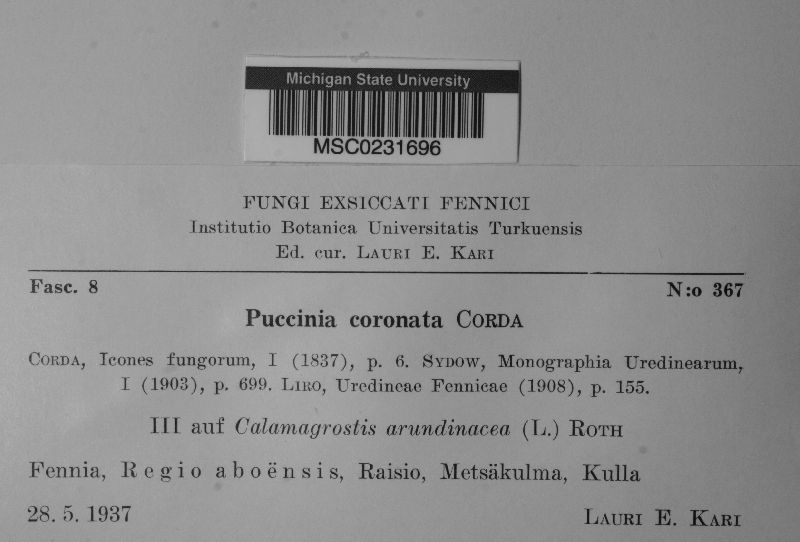 Michigan State University
MSC0231696
FUNGI EXSICCATI FENNICI
Institutio Botanica Universitatis Turkuensis
Ed. cur. LAURI E. KARI
Fasc. 8 N:o 367
Puccinia coronata CORDA
CORDA, Icones fungorum, I (1837), p. 6. SYDOW, Monographia Uredinearum,
I (1903), p. 699. LIRO, Uredineae Fennicae (1908), p. 155.
III auf Calamagrostis arundinacea (L.) ROTH
Fennia, Regio aboënsis, Raisio, Metsäkulma, Kulla
28. 5. 1937 LAURI E. KARI